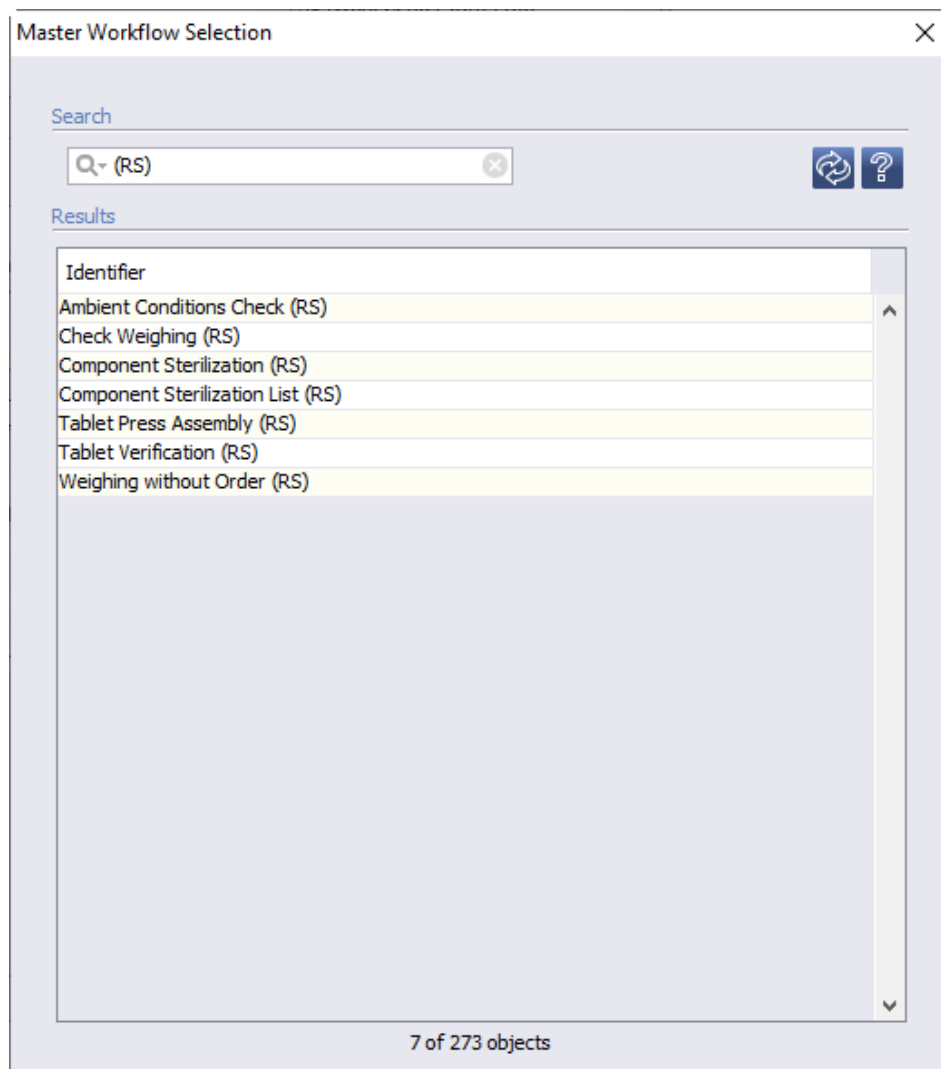 Master Workflow Selection
Search
(RS)
Results
Identifier
Ambient Conditions Check (RS)
Check Weighing (RS)
Component Sterilization (RS)
Component Sterilization List (RS)
Tablet Press Assembly (RS)
Tablet Verification (RS)
Weighing without Order (RS)
7 of 273 objects